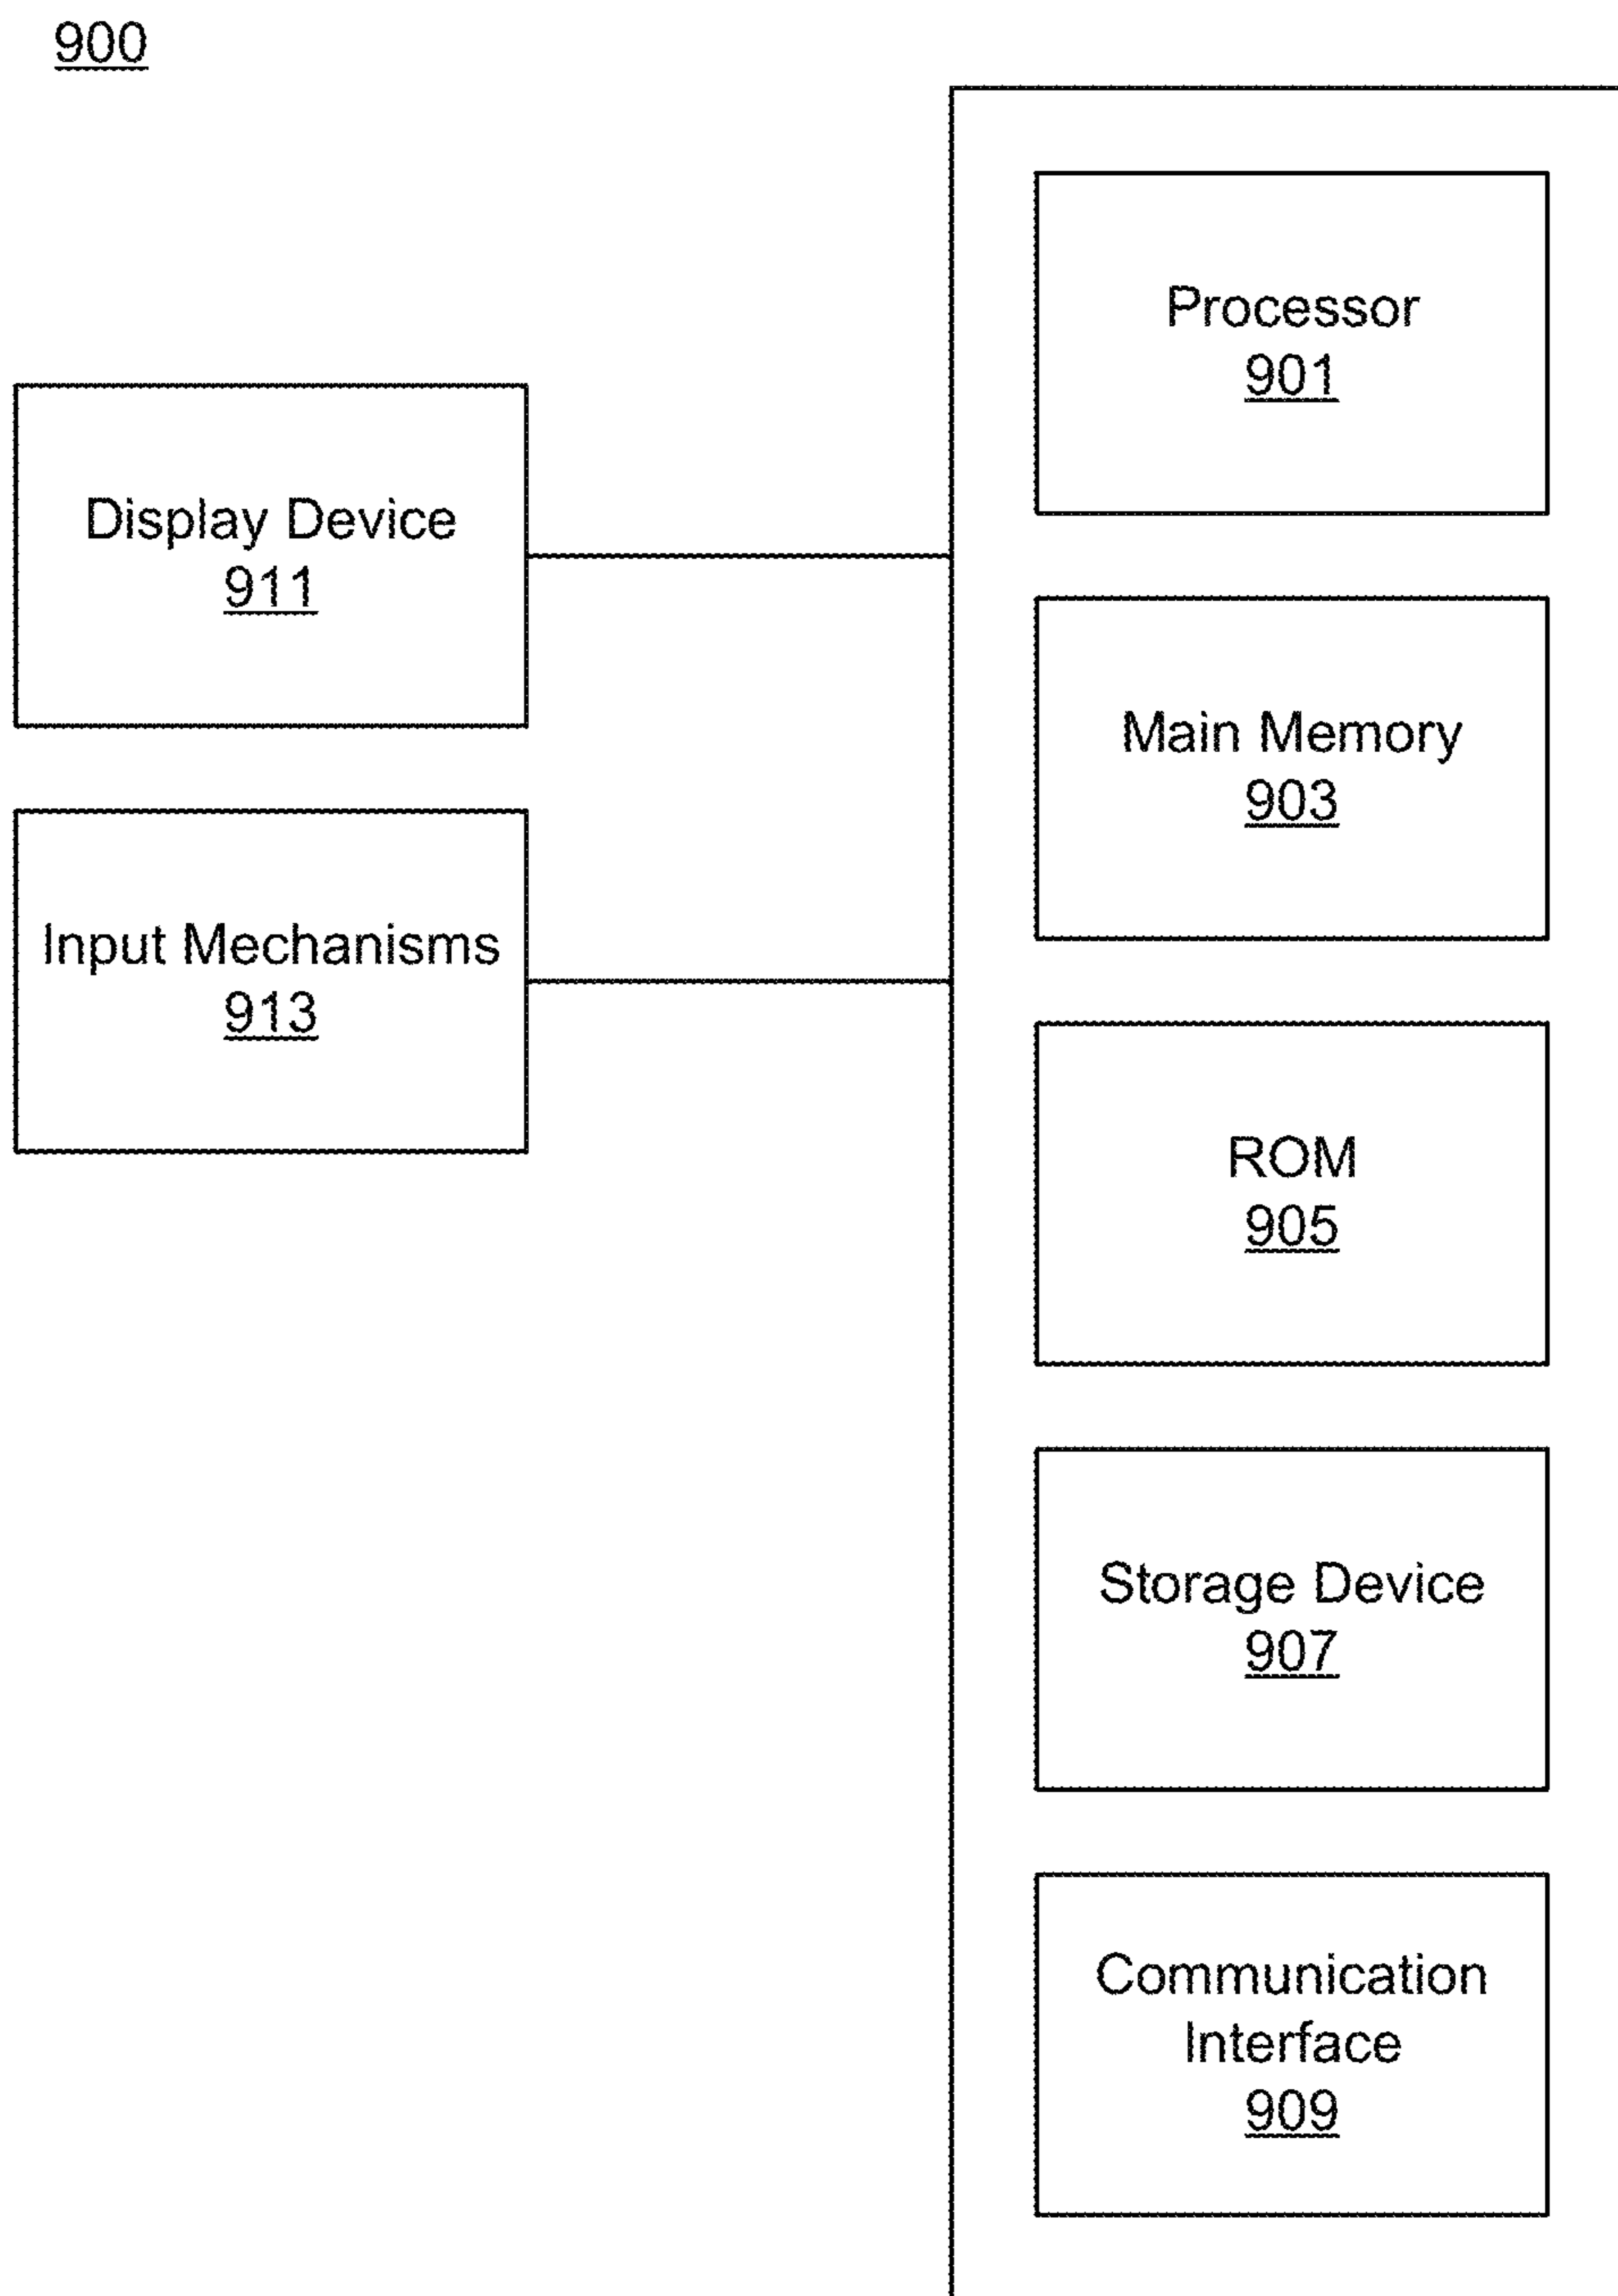 900
Processor
901
Display Device
911
Main Memory
903
Input Mechanisms
913
ROM
905
Storage Device
907
Communication
Interface
909